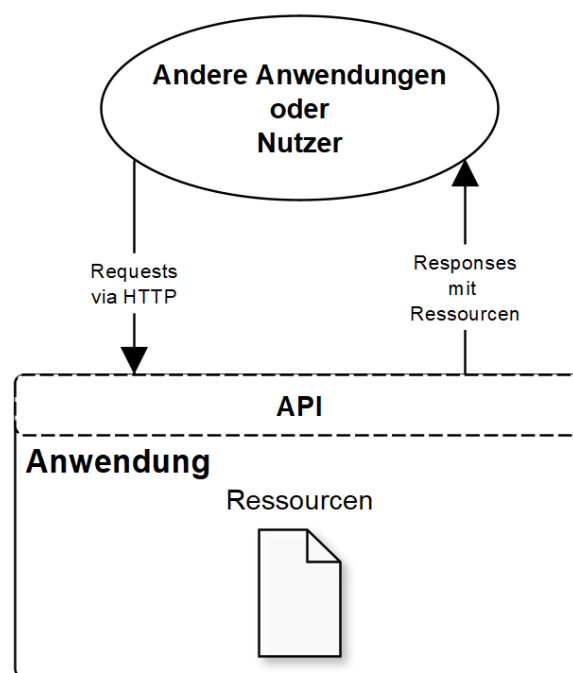 Andere Anwendungen
oder
Nutzer
Requests
via HTTP
Responses
mit
Ressourcen
API
Anwendung
Ressourcen